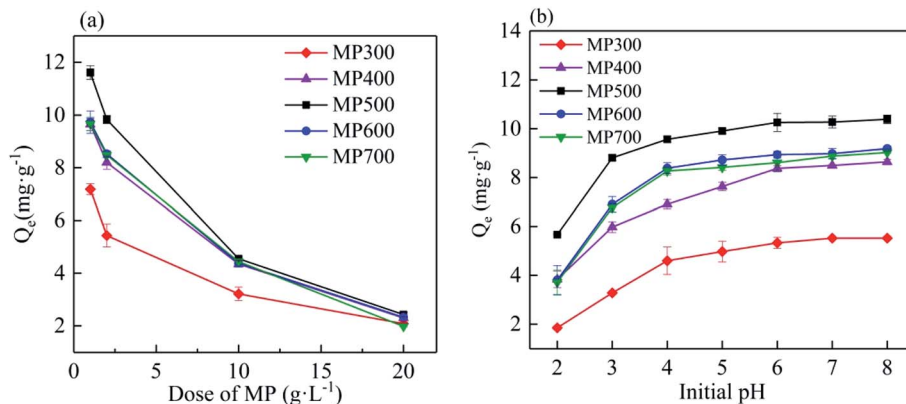 (a)
MP300
MP400
MP500
MP600
MP700
12
10
8
6
4
2
Qₑ(mg·g⁻¹)
0 5 10 15 20
Dose of MP (g·L⁻¹)
(b)
MP300
MP400
MP500
MP600
MP700
14
12
10
8
6
4
2
Qₑ (mg·g⁻¹)
2 3 4 5 6 7 8
Initial pH